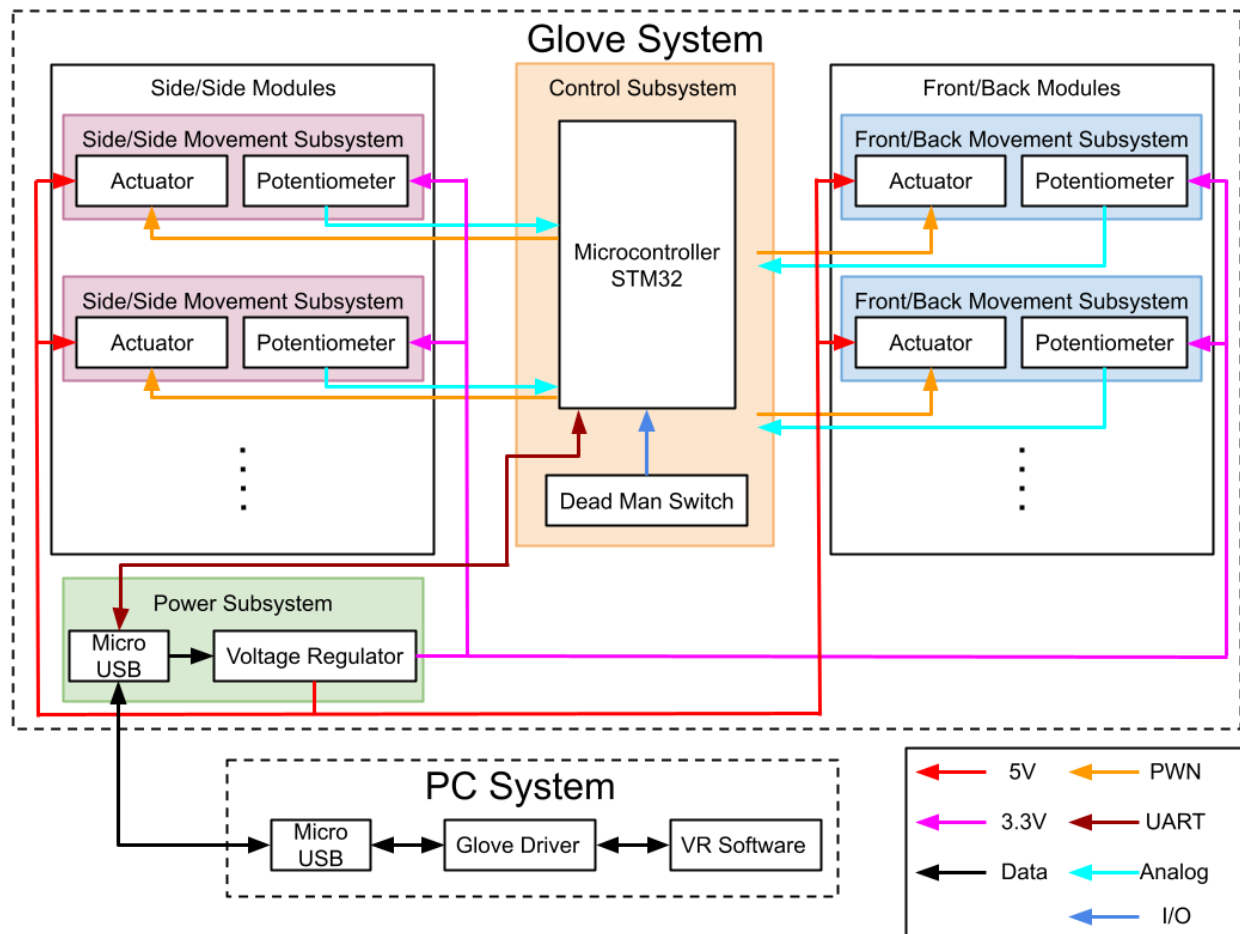 Glove System
Side/Side Modules
Side/Side Movement Subsystem
Actuator
Potentiometer
Side/Side Movement Subsystem
Actuator
Potentiometer
Control Subsystem
Microcontroller
STM32
Dead Man Switch
Front/Back Modules
Front/Back Movement Subsystem
Actuator
Potentiometer
Front/Back Movement Subsystem
Actuator
Potentiometer
Power Subsystem
Micro
USB
Voltage Regulator
PC System
Micro
USB
Glove Driver
VR Software
5V
PWN
3.3V
UART
Data
Analog
I/O